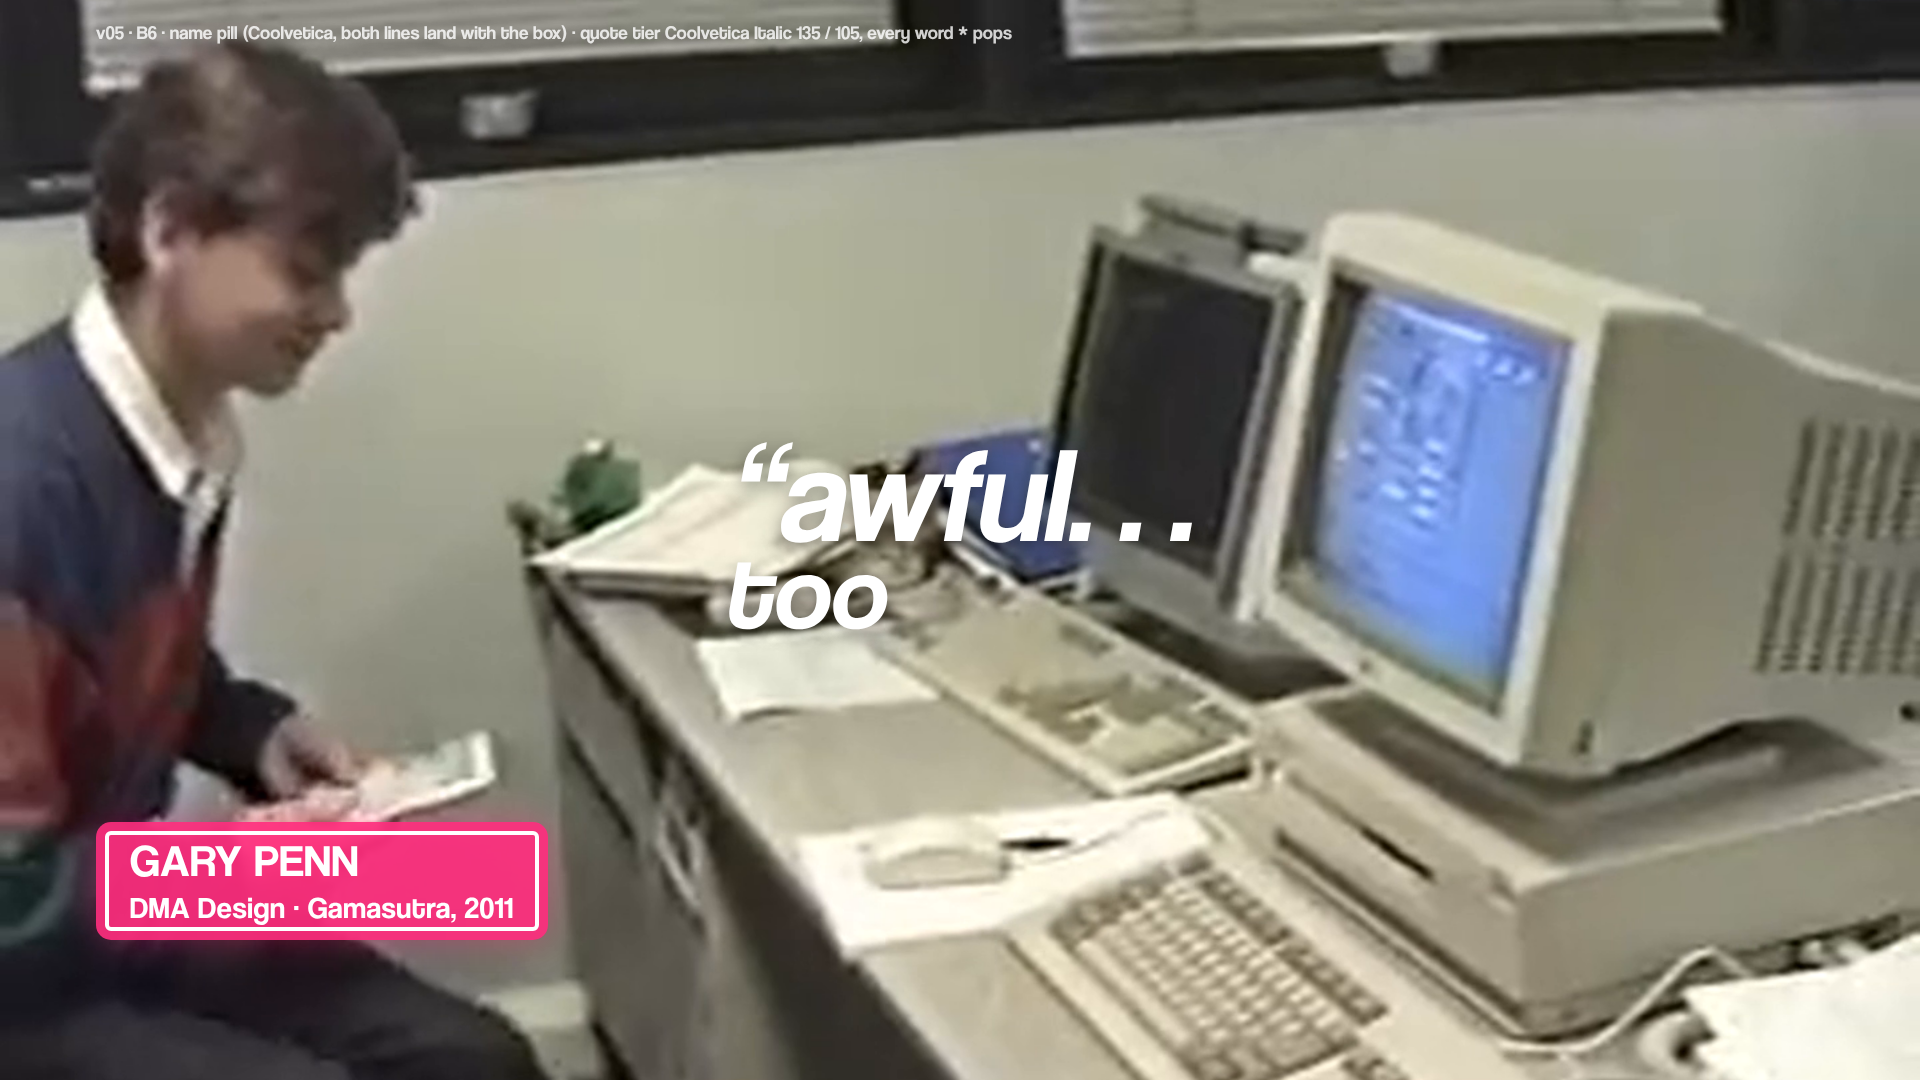 v05 · B6 · name pill (Coolvetica, both lines land with the box) · quote tier Coolvetica Italic 135 / 105, every word * pops
“awful...
too
GARY PENN
DMA Design · Gamasutra, 2011